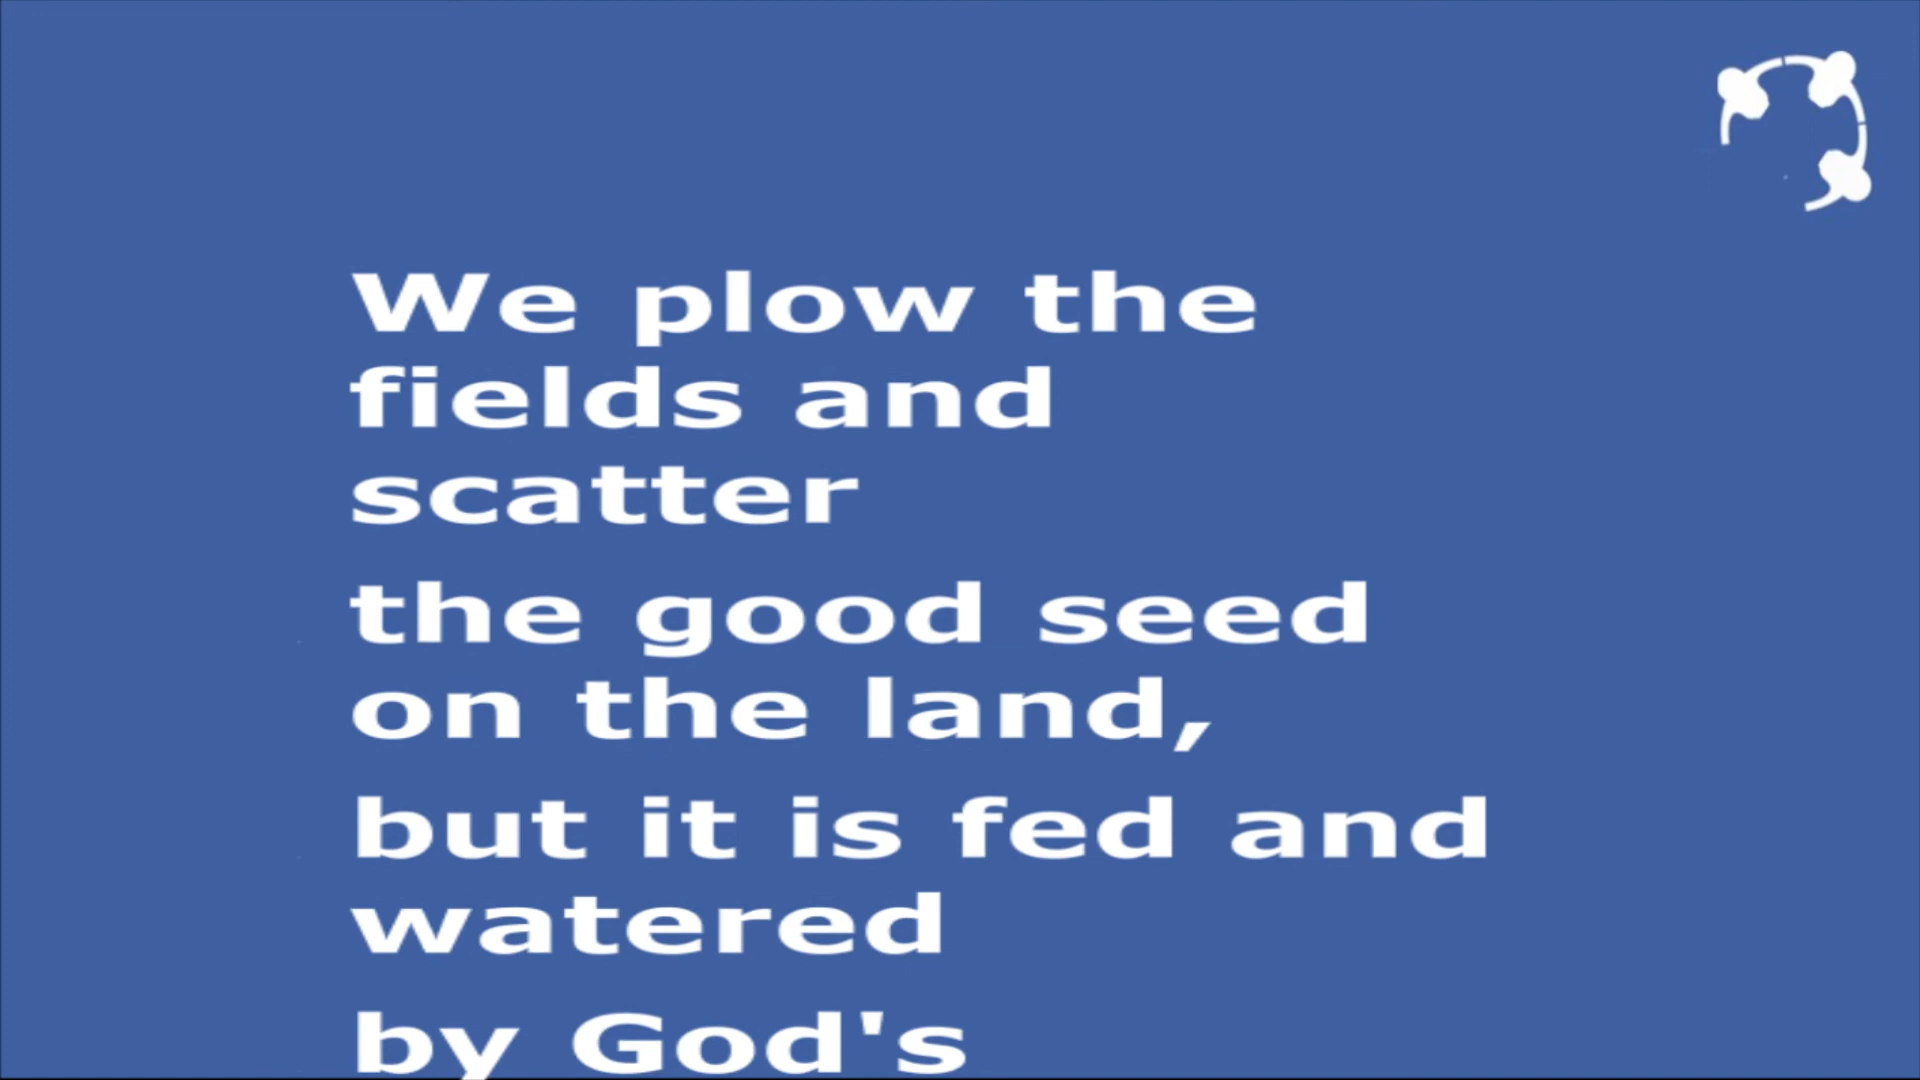 We plow the
fields and
scatter
the good seed
on the land,
but it is fed and
watered
by God's